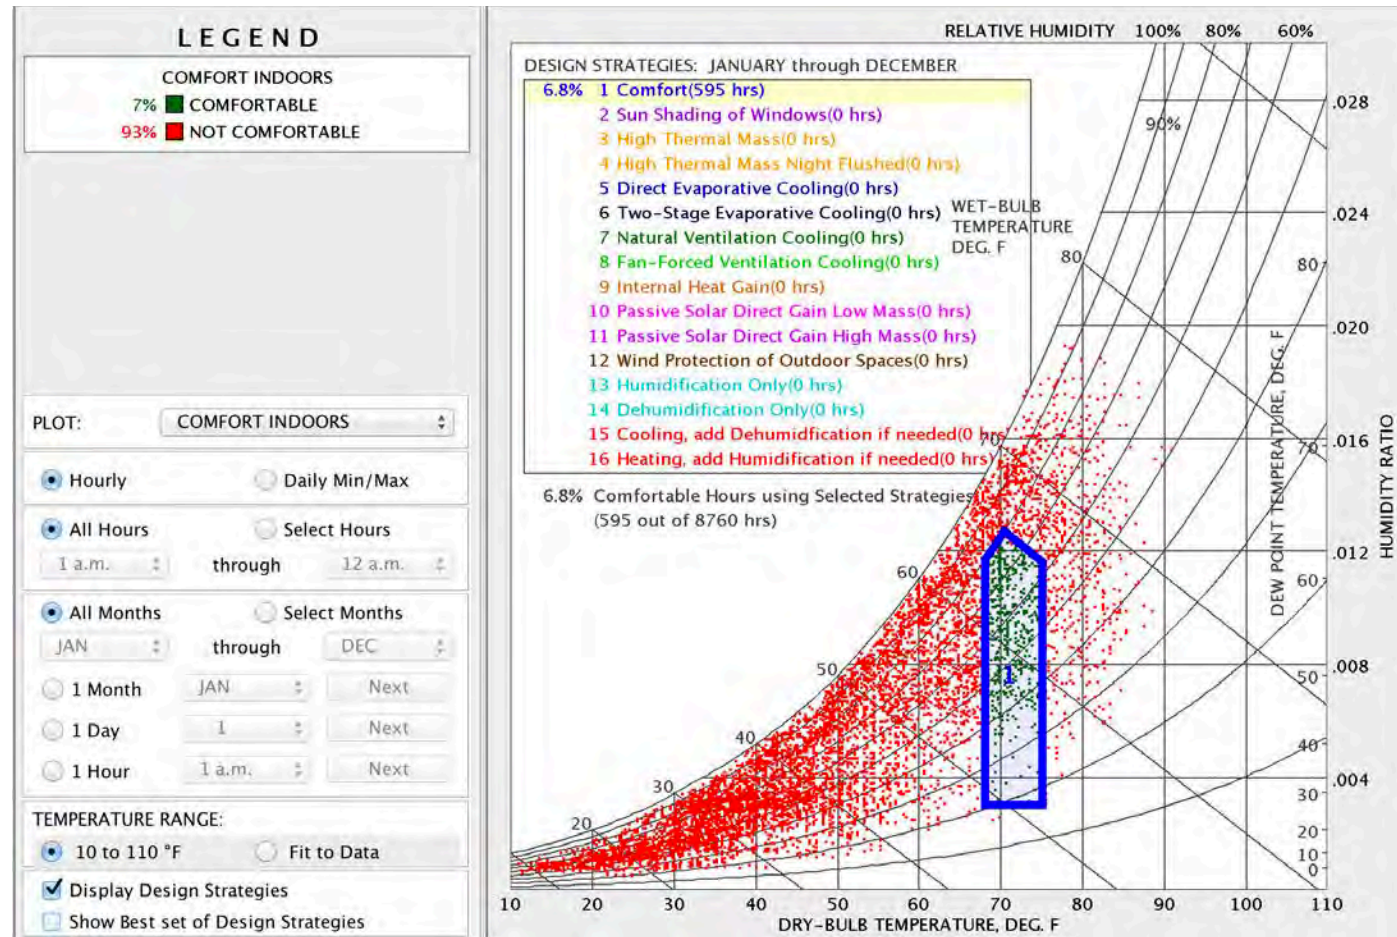 LEGEND
COMFORT INDOORS
7% COMFORTABLE
93% NOT COMFORTABLE
PLOT: COMFORT INDOORS
Hourly Daily Min/Max
All Hours Select Hours
1 a.m. through 12 a.m.
All Months Select Months
JAN through DEC
1 Month JAN Next
1 Day 1 Next
1 Hour 1 a.m. Next
TEMPERATURE RANGE:
10 to 110 °F Fit to Data
Display Design Strategies
Show Best set of Design Strategies
RELATIVE HUMIDITY 100% 80% 60%
90%
DESIGN STRATEGIES: JANUARY through DECEMBER
6.8% 1 Comfort(595 hrs)
2 Sun Shading of Windows(0 hrs)
3 High Thermal Mass(0 hrs)
4 High Thermal Mass Night Flushed(0 hrs)
5 Direct Evaporative Cooling(0 hrs)
6 Two-Stage Evaporative Cooling(0 hrs)
7 Natural Ventilation Cooling(0 hrs)
8 Fan-Forced Ventilation Cooling(0 hrs)
9 Internal Heat Gain(0 hrs)
10 Passive Solar Direct Gain Low Mass(0 hrs)
11 Passive Solar Direct Gain High Mass(0 hrs)
12 Wind Protection of Outdoor Spaces(0 hrs)
13 Humidification Only(0 hrs)
14 Dehumidification Only(0 hrs)
15 Cooling, add Dehumidfication if needed(0 hrs)
16 Heating, add Humidification if needed(0 hrs)
6.8% Comfortable Hours using Selected Strategies
(595 out of 8760 hrs)
WET-BULB
TEMPERATURE
DEG. F
80
70
60
50
40
30
20
1
.028
.024
.020
.016
.012
.008
.004
HUMIDITY RATIO
80
70
60
50
40
30
20
10
0
DEW POINT TEMPERATURE, DEG. F
10 20 30 40 50 60 70 80 90 100 110
DRY-BULB TEMPERATURE, DEG. F